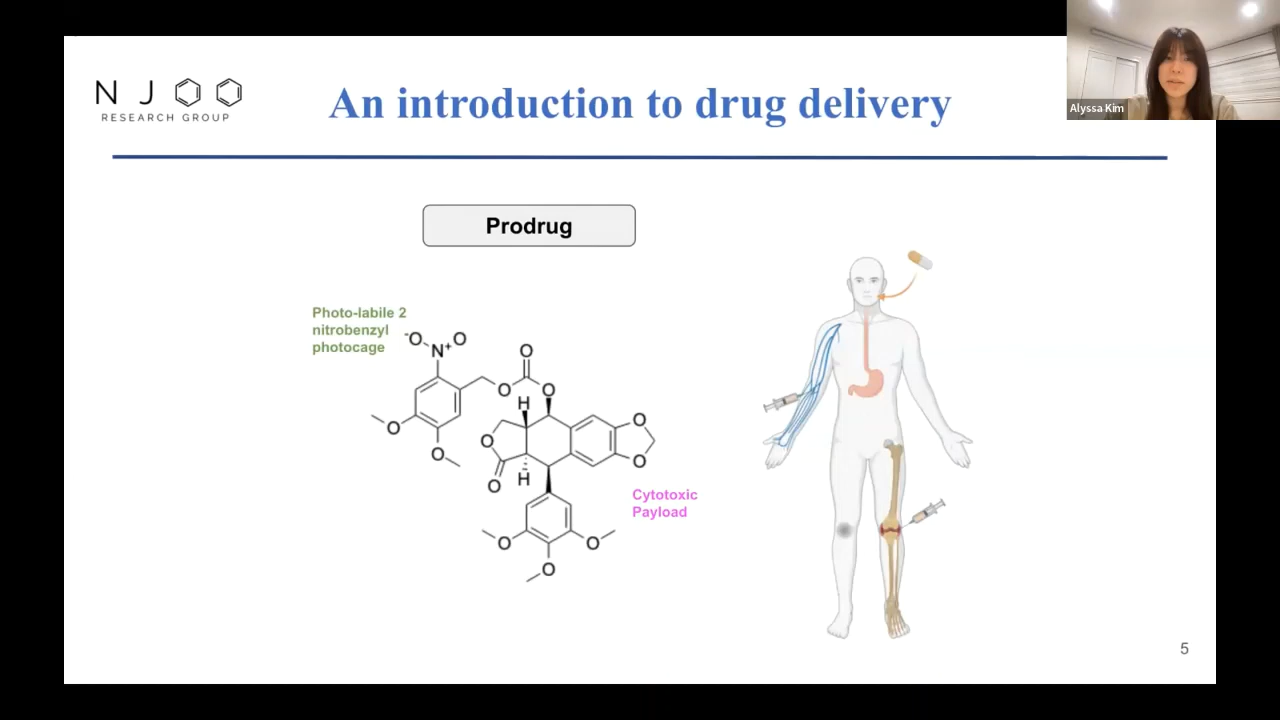 N J
RESEARCH GROUP
An introduction to drug delivery
Alyssa Kim
Prodrug
Photo-labile 2
nitrobenzyl
photocage
-O
O
N+
O
O
O
H
O
O
O
O
O
O
H
O
Cytotoxic
Payload
O
O
O
5